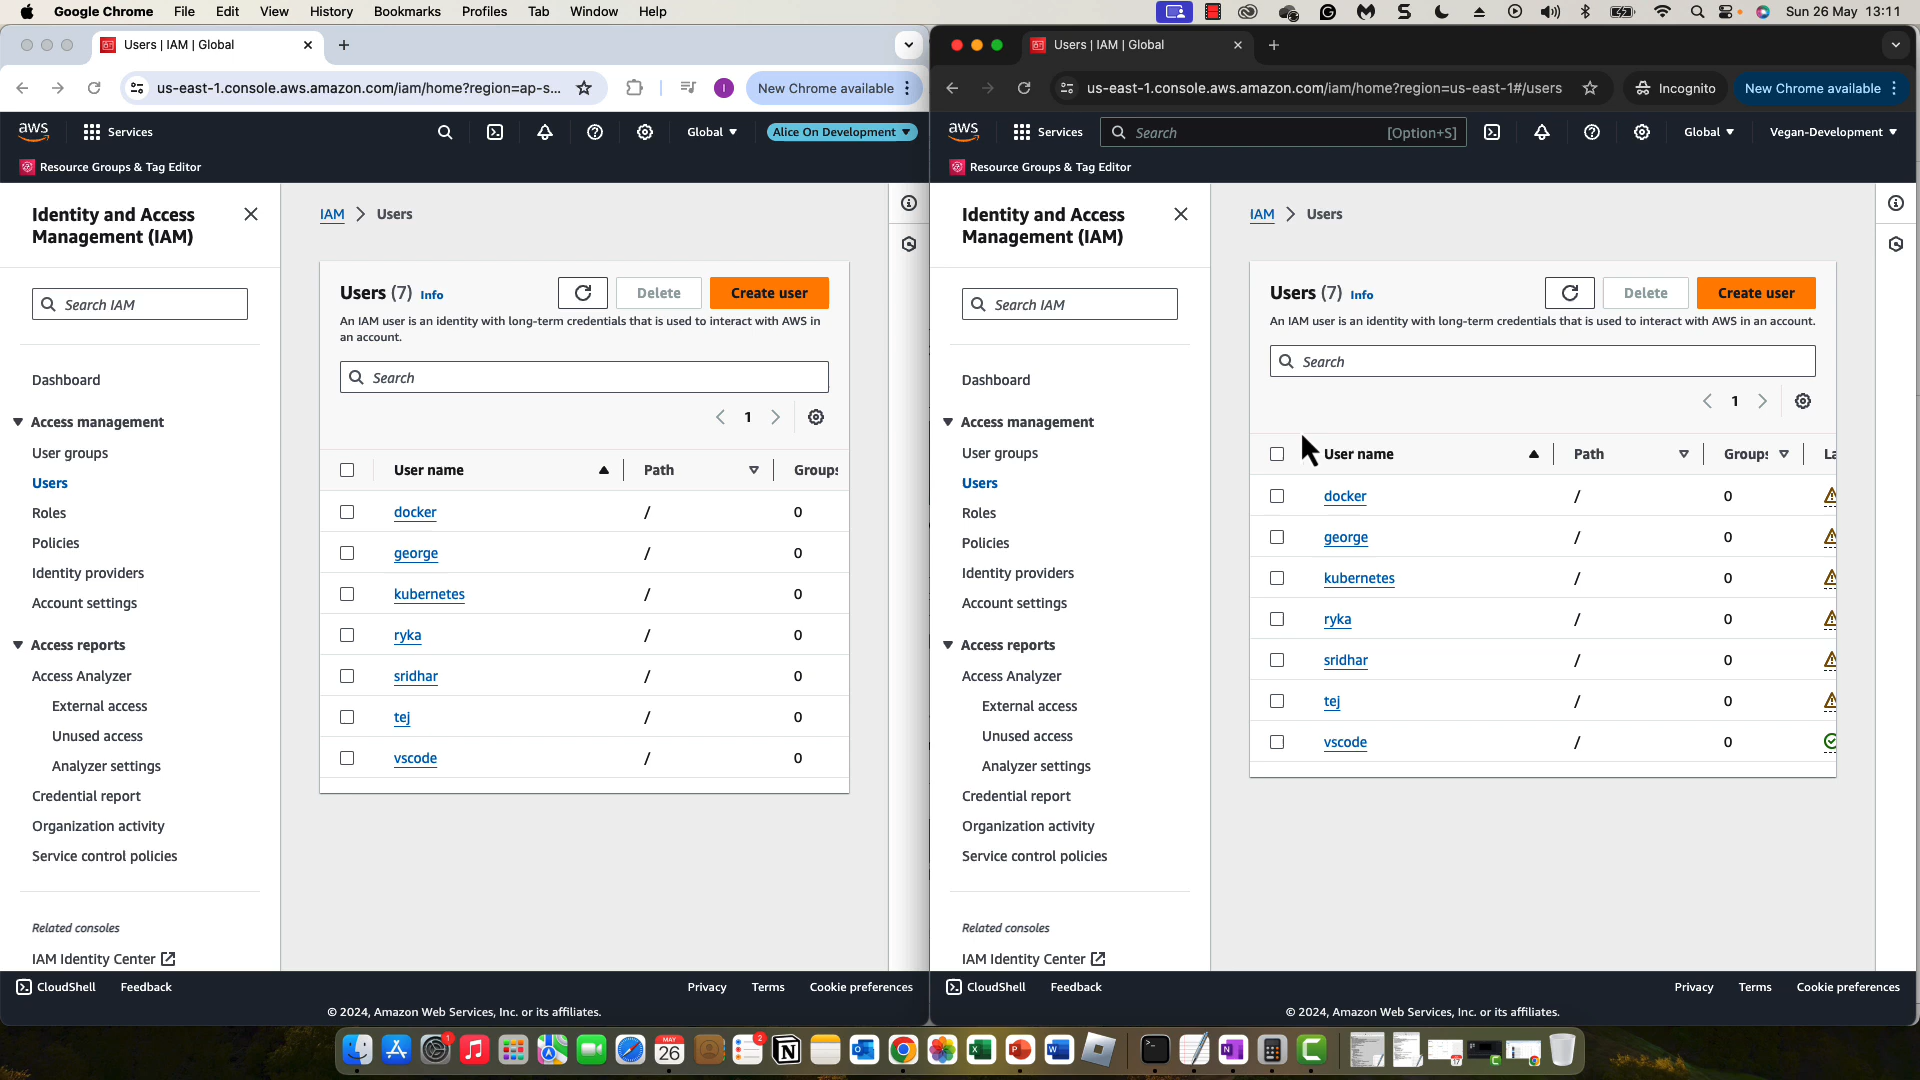 Google Chrome File Edit View History Bookmarks Profiles Tab Window Help
Sun 26 May 13:11
Users | IAM | Global
us-east-1.console.aws.amazon.com/iam/home?region=ap-s...
I
New Chrome available
aws
Services
Global
Alice On Development
Resource Groups & Tag Editor
Identity and Access
Management (IAM)
Search IAM
Dashboard
Access management
User groups
Users
Roles
Policies
Identity providers
Account settings
Access reports
Access Analyzer
External access
Unused access
Analyzer settings
Credential report
Organization activity
Service control policies
Related consoles
IAM Identity Center
IAM > Users
Users (7) Info
Delete
Create user
An IAM user is an identity with long-term credentials that is used to interact with AWS in
an account.
Search
1
User name Path Groups
docker / 0
george / 0
kubernetes / 0
ryka / 0
sridhar / 0
tej / 0
vscode / 0
CloudShell Feedback Privacy Terms Cookie preferences
© 2024, Amazon Web Services, Inc. or its affiliates.
Users | IAM | Global
us-east-1.console.aws.amazon.com/iam/home?region=us-east-1#/users
Incognito
New Chrome available
aws
Services
Search [Option+S]
Global
Vegan-Development
Resource Groups & Tag Editor
Identity and Access
Management (IAM)
Search IAM
Dashboard
Access management
User groups
Users
Roles
Policies
Identity providers
Account settings
Access reports
Access Analyzer
External access
Unused access
Analyzer settings
Credential report
Organization activity
Service control policies
Related consoles
IAM Identity Center
IAM > Users
Users (7) Info
Delete
Create user
An IAM user is an identity with long-term credentials that is used to interact with AWS in an account.
Search
1
User name Path Groups La
docker / 0
george / 0
kubernetes / 0
ryka / 0
sridhar / 0
tej / 0
vscode / 0
CloudShell Feedback Privacy Terms Cookie preferences
© 2024, Amazon Web Services, Inc. or its affiliates.
1
MAY
26
2